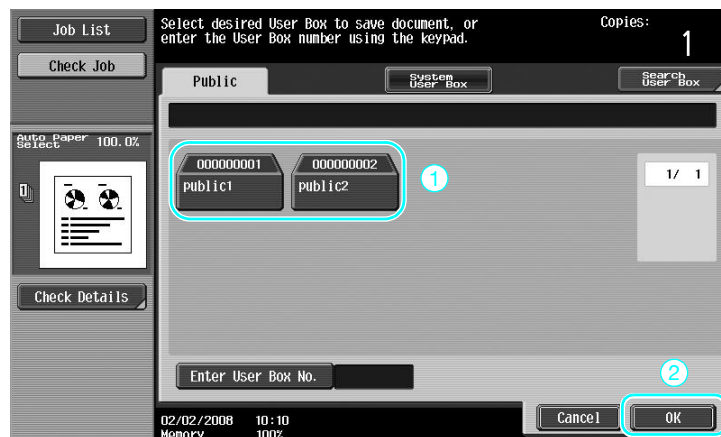 Job List
Check Job
Select desired User Box to save document, or
enter the User Box number using the keypad.
Copies:
1
Public
System
User Box
Search
User Box
Auto Paper
Select
100.0%
000000001
public1
000000002
public2
1
1/ 1
Check Details
Enter User Box No.
2
02/02/2008 10:10
Memory 100%
Cancel
OK